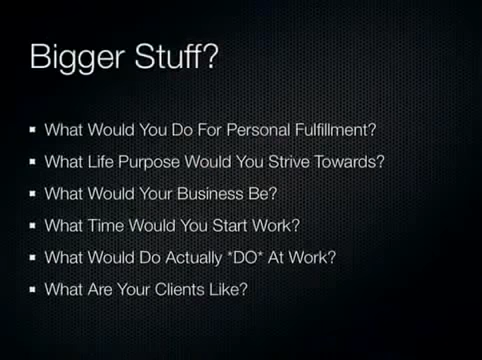 Bigger Stuff?
What Would You Do For Personal Fulfillment?
What Life Purpose Would You Strive Towards?
What Would Your Business Be?
What Time Would You Start Work?
What Would Do Actually *DO* At Work?
What Are Your Clients Like?